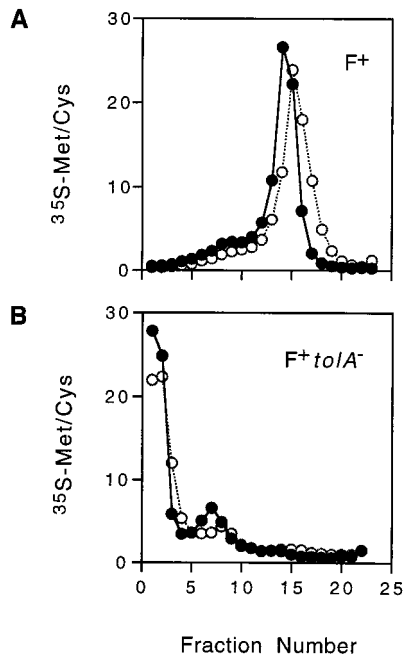 A
F+
30
20
10
0
35S-Met/Cys
B
F+ tolA-
30
20
10
0
35S-Met/Cys
0 5 10 15 20 25
Fraction Number